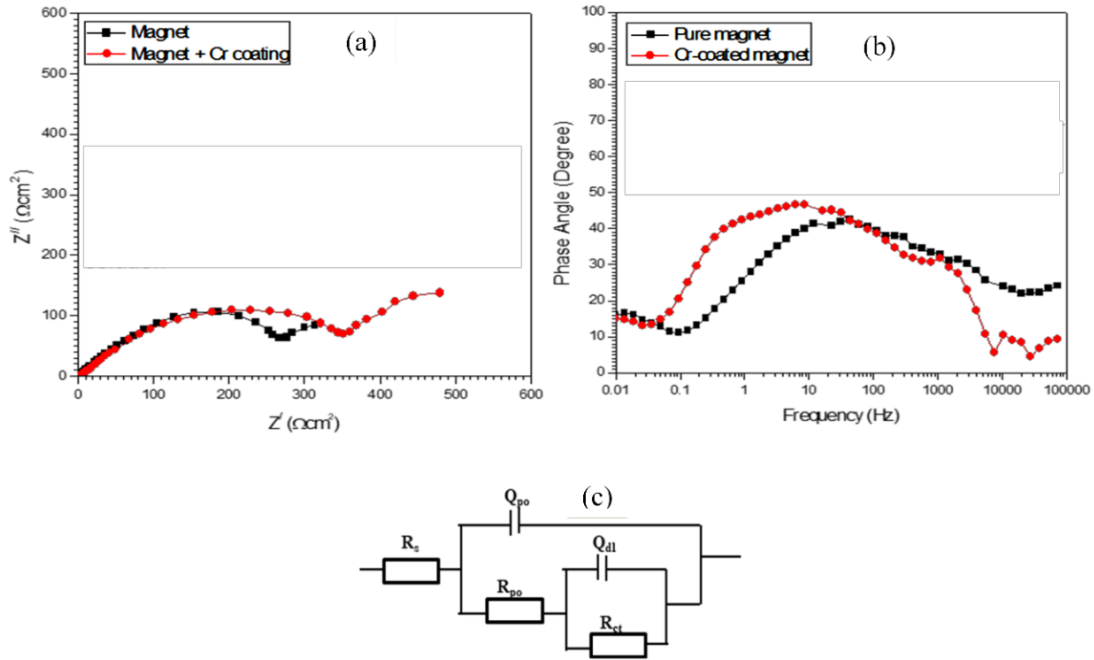 600
500
400
300
200
100
0
Z// (Ωcm2)
Magnet
Magnet + Cr coating
(a)
0 100 200 300 400 500 600
Z/ (Ωcm2)
100
90
80
70
60
50
40
30
20
10
0
Phase Angle (Degree)
Pure magnet
Cr-coated magnet
(b)
0.01 0.1 1 10 100 1000 10000 100000
Frequency (Hz)
(c)
Qpo
Rs
Qdl
Rpo
Rct